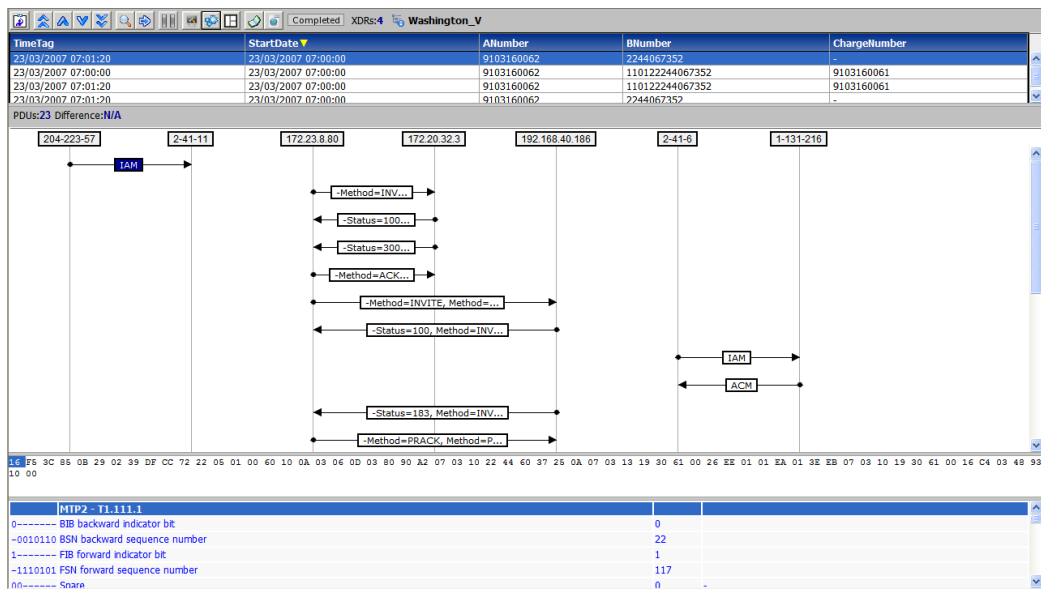 Completed XDRs:4 Washington_V
TimeTag StartDate ANumber BNumber ChargeNumber
23/03/2007 07:01:20 23/03/2007 07:00:00 9103160062 2244067352 -
23/03/2007 07:00:00 23/03/2007 07:00:00 9103160062 110122244067352 9103160061
23/03/2007 07:01:20 23/03/2007 07:00:00 9103160062 110122244067352 9103160061
23/03/2007 07:01:20 23/03/2007 07:00:00 9103160062 2244067352 -
PDUs:23 Difference:N/A
204-223-57 2-41-11 172.23.8.80 172.20.32.3 192.168.40.186 2-41-6 1-131-216
IAM
-Method=INV...
-Status=100...
-Status=300...
-Method=ACK...
-Method=INVITE, Method=...
-Status=100, Method=INV...
IAM
ACM
-Status=183, Method=INV...
-Method=PRACK, Method=P...
16 F5 3C 85 0B 29 02 39 DF CC 72 22 05 01 00 60 10 0A 03 06 0D 03 80 90 A2 07 03 10 22 44 60 37 25 0A 07 03 13 19 30 61 00 26 EE 01 01 EA 01 3E EB 07 03 10 19 30 61 00 16 C4 03 48 93
10 00
MTP2 - T1.111.1
0------- BIB backward indicator bit 0
-0010110 BSN backward sequence number 22
1------- FIB forward indicator bit 1
-1110101 FSN forward sequence number 117
00------ Spare 0 -